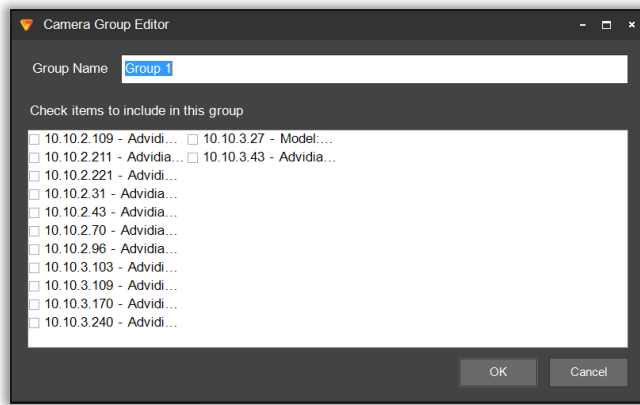 Camera Group Editor
Group Name Group 1
Check items to include in this group
10.10.2.109 - Advidi... 10.10.3.27 - Model:...
10.10.2.211 - Advidia... 10.10.3.43 - Advidia...
10.10.2.221 - Advidi...
10.10.2.31 - Advidia...
10.10.2.43 - Advidia...
10.10.2.70 - Advidia...
10.10.2.96 - Advidia...
10.10.3.103 - Advidi...
10.10.3.109 - Advidi...
10.10.3.170 - Advidi...
10.10.3.240 - Advidi...
OK Cancel